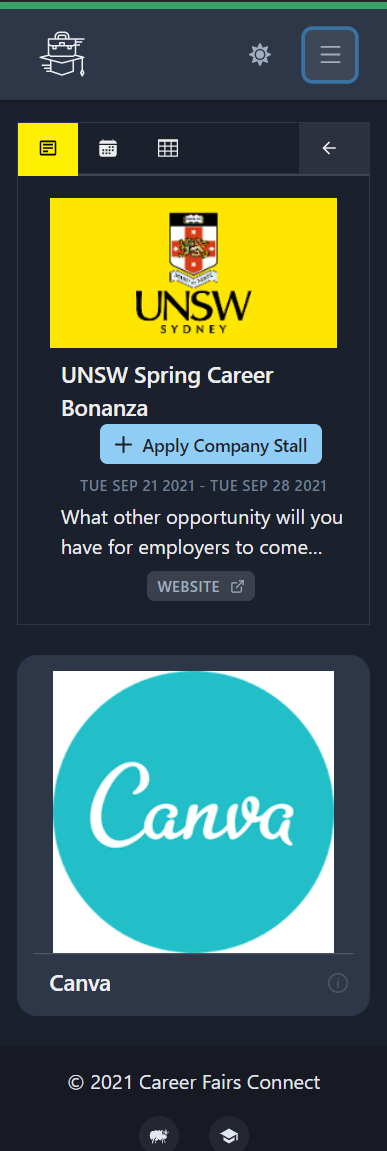 UNSW
SYDNEY
UNSW Spring Career
Bonanza
Apply Company Stall
TUE SEP 21 2021 - TUE SEP 28 2021
What other opportunity will you
have for employers to come...
WEBSITE
Canva
Canva
© 2021 Career Fairs Connect